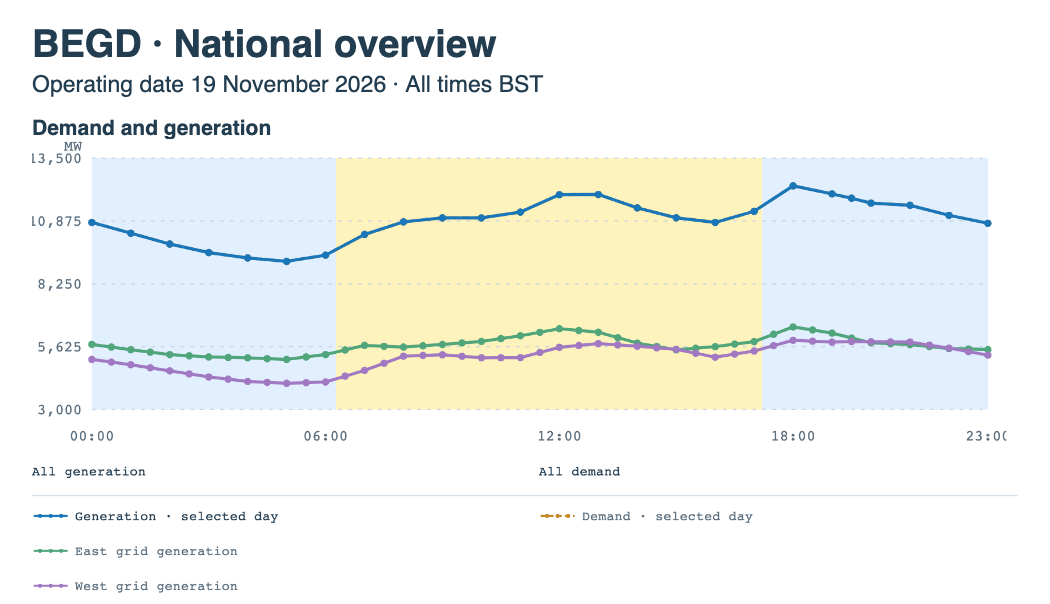 BEGD · National overview
Operating date 19 November 2026 · All times BST
Demand and generation
MW
13,500
10,875
8,250
5,625
3,000
00:00 06:00 12:00 18:00 23:00
All generation All demand
Generation · selected day Demand · selected day
East grid generation
West grid generation